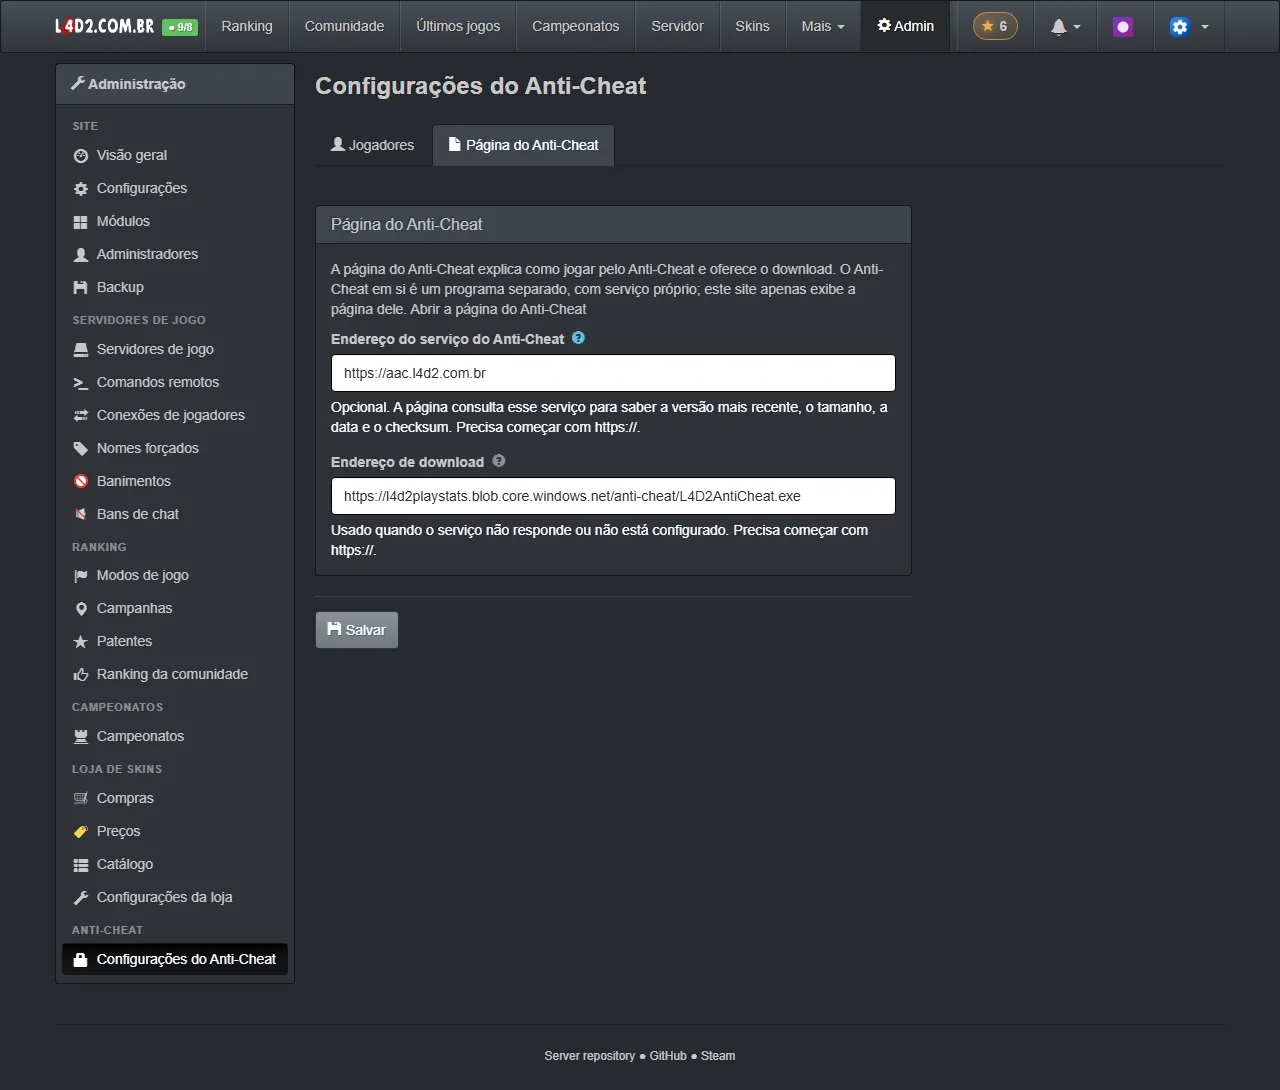 L4D2.COM.BR ● 9/8 Ranking Comunidade Últimos jogos Campeonatos Servidor Skins Mais Admin ★ 6
Administração
SITE
Visão geral
Configurações
Módulos
Administradores
Backup
SERVIDORES DE JOGO
Servidores de jogo
Comandos remotos
Conexões de jogadores
Nomes forçados
Banimentos
Bans de chat
RANKING
Modos de jogo
Campanhas
Patentes
Ranking da comunidade
CAMPEONATOS
Campeonatos
LOJA DE SKINS
Compras
Preços
Catálogo
Configurações da loja
ANTI-CHEAT
Configurações do Anti-Cheat
Configurações do Anti-Cheat
Jogadores Página do Anti-Cheat
Página do Anti-Cheat
A página do Anti-Cheat explica como jogar pelo Anti-Cheat e oferece o download. O Anti-
Cheat em si é um programa separado, com serviço próprio; este site apenas exibe a
página dele. Abrir a página do Anti-Cheat
Endereço do serviço do Anti-Cheat ?
https://aac.l4d2.com.br
Opcional. A página consulta esse serviço para saber a versão mais recente, o tamanho, a
data e o checksum. Precisa começar com https://.
Endereço de download ?
https://l4d2playstats.blob.core.windows.net/anti-cheat/L4D2AntiCheat.exe
Usado quando o serviço não responde ou não está configurado. Precisa começar com
https://.
Salvar
Server repository ● GitHub ● Steam